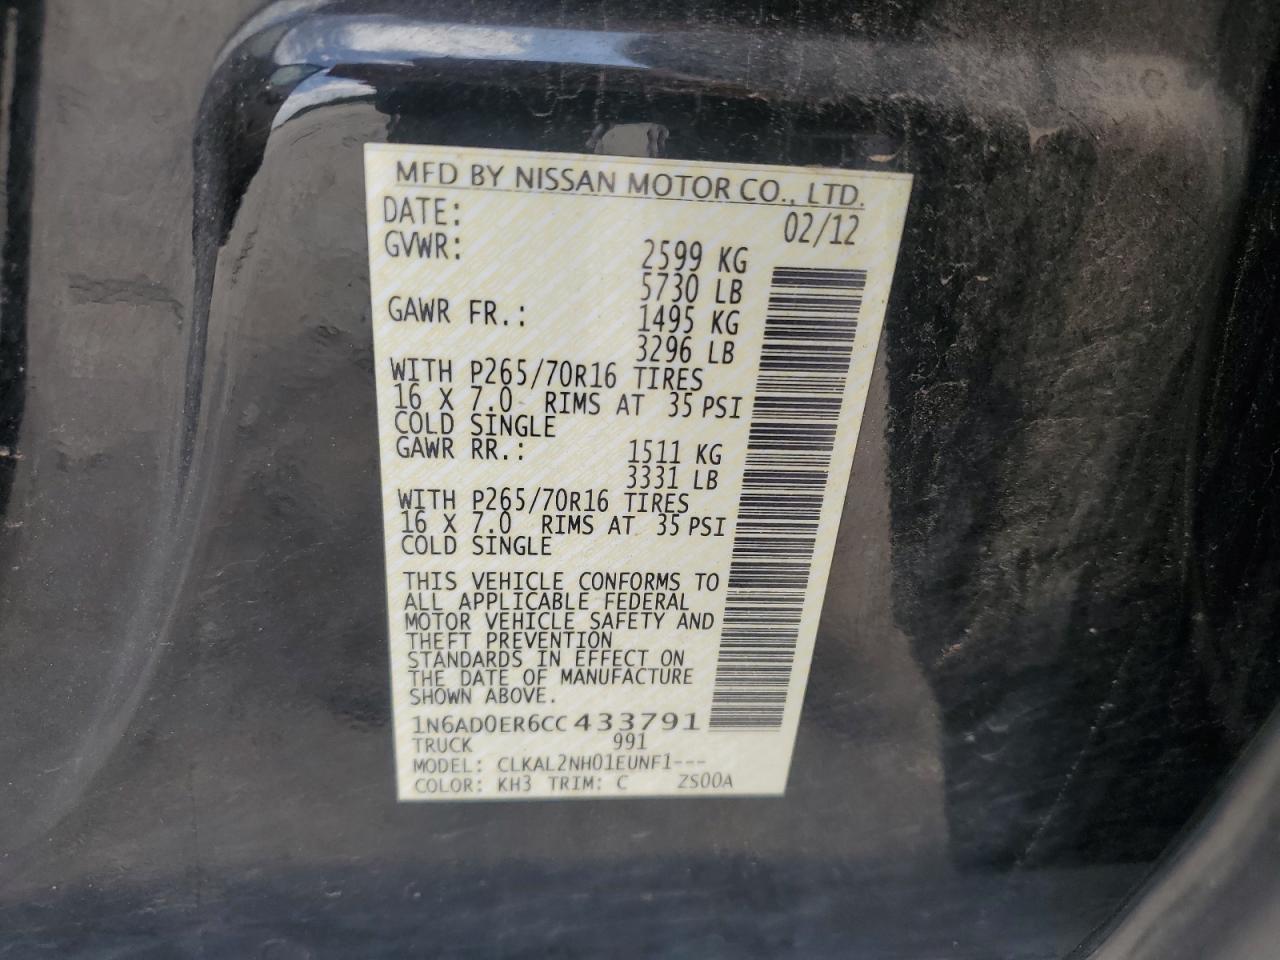 MFD BY NISSAN MOTOR CO., LTD.
DATE: 02/12
GVWR: 2599 KG
5730 LB
GAWR FR.: 1495 KG
3296 LB
WITH P265/70R16 TIRES
16 X 7.0 RIMS AT 35 PSI
COLD SINGLE
GAWR RR.: 1511 KG
3331 LB
WITH P265/70R16 TIRES
16 X 7.0 RIMS AT 35 PSI
COLD SINGLE
THIS VEHICLE CONFORMS TO
ALL APPLICABLE FEDERAL
MOTOR VEHICLE SAFETY AND
THEFT PREVENTION
STANDARDS IN EFFECT ON
THE DATE OF MANUFACTURE
SHOWN ABOVE.
1N6AD0ER6CC 433791
TRUCK 991
MODEL: CLKAL2NH01EUNF1---
COLOR: KH3 TRIM: C ZS00A